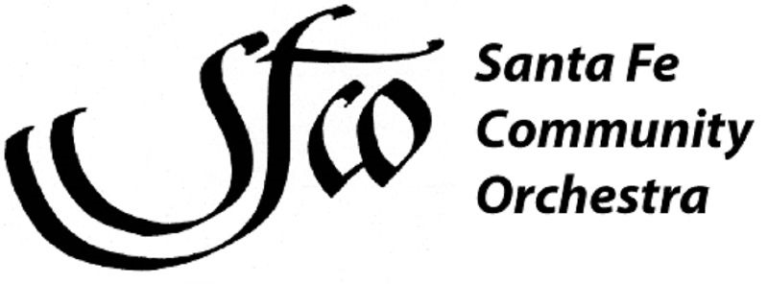 Sfco
Santa Fe
Community
Orchestra